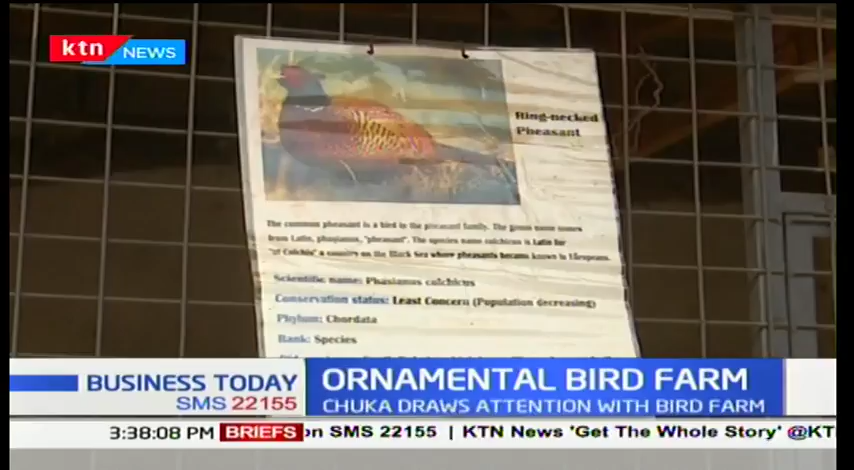 ktn NEWS
Ring-necked
Pheasant
The common pheasant is a bird in the pheasant family. The genus name comes
from Latin, phasianus, "pheasant". The species name colchicus is Latin for
"of Colchis" a country on the Black Sea where pheasants became known to Europeans.
Scientific name: Phasianus colchicus
Conservation status: Least Concern (Population decreasing)
Phylum: Chordata
Rank: Species
BUSINESS TODAY
SMS 22155
ORNAMENTAL BIRD FARM
CHUKA DRAWS ATTENTION WITH BIRD FARM
3:38:08 PM BRIEFS on SMS 22155 | KTN News 'Get The Whole Story' @KT